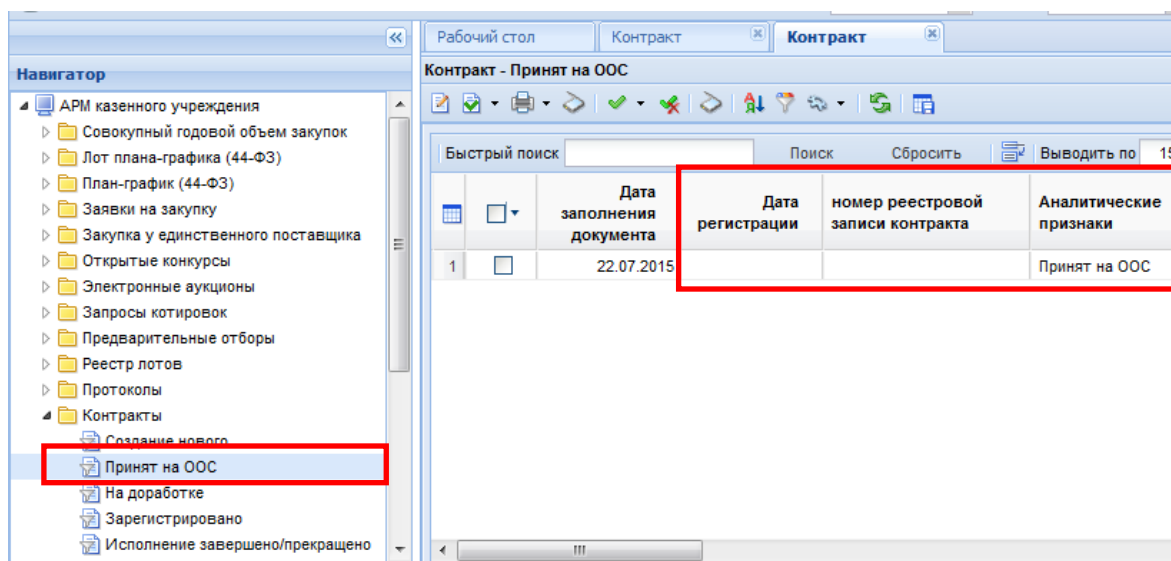 Рабочий стол
Контракт
Контракт
Навигатор
Контракт - Принят на ООС
АРМ казенного учреждения
Совокупный годовой объем закупок
Лот плана-графика (44-ФЗ)
План-график (44-ФЗ)
Заявки на закупку
Закупка у единственного поставщика
Открытые конкурсы
Электронные аукционы
Запросы котировок
Предварительные отборы
Реестр лотов
Протоколы
Контракты
Создание нового
Принят на ООС
На доработке
Зарегистрировано
Исполнение завершено/прекращено
Быстрый поиск
Поиск
Сбросить
Выводить по
15
Дата
заполнения
документа
Дата
регистрации
номер реестровой
записи контракта
Аналитические
признаки
1
22.07.2015
Принят на ООС